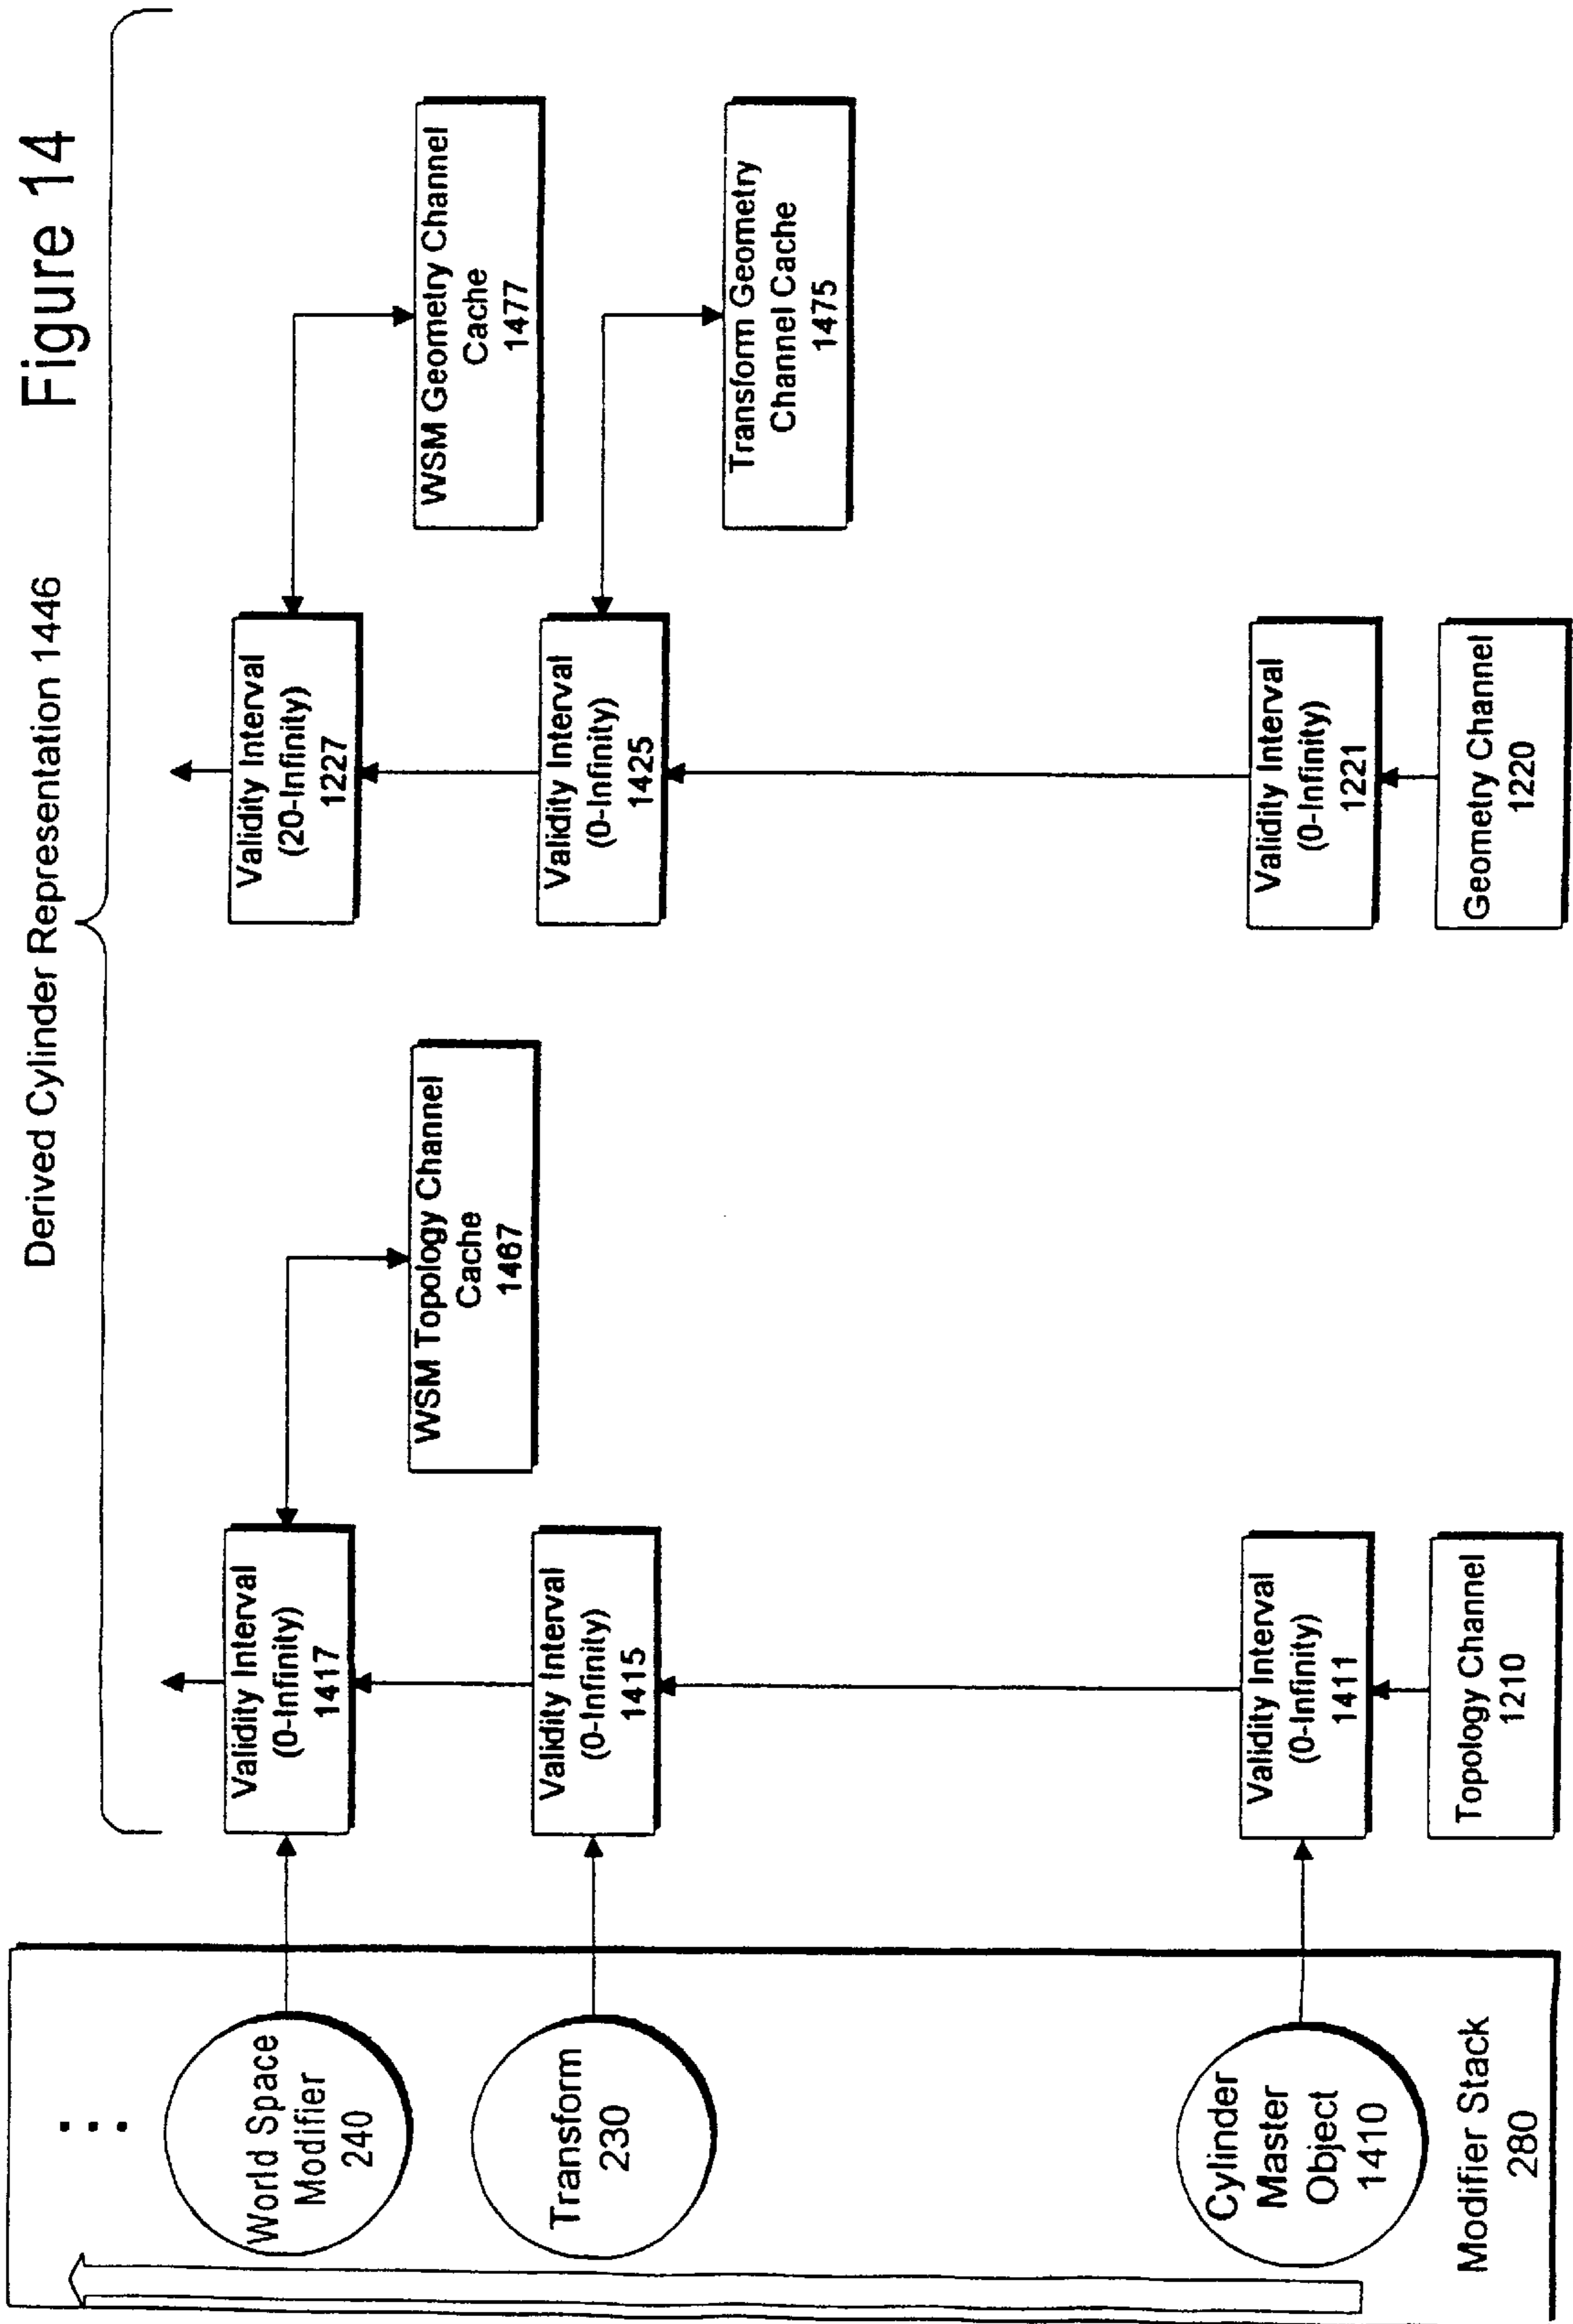 Figure 14
Derived Cylinder Representation 1446
...
World Space
Modifier
240
Validity Interval
(0-Infinity)
1417
WSM Topology Channel
Cache
1467
Validity Interval
(20-Infinity)
1227
WSM Geometry Channel
Cache
1477
Transform
230
Validity Interval
(0-Infinity)
1415
Validity Interval
(0-Infinity)
1425
Transform Geometry
Channel Cache
1475
Cylinder
Master
Object
1410
Validity Interval
(0-Infinity)
1411
Validity Interval
(0-Infinity)
1221
Modifier Stack
280
Topology Channel
1210
Geometry Channel
1220